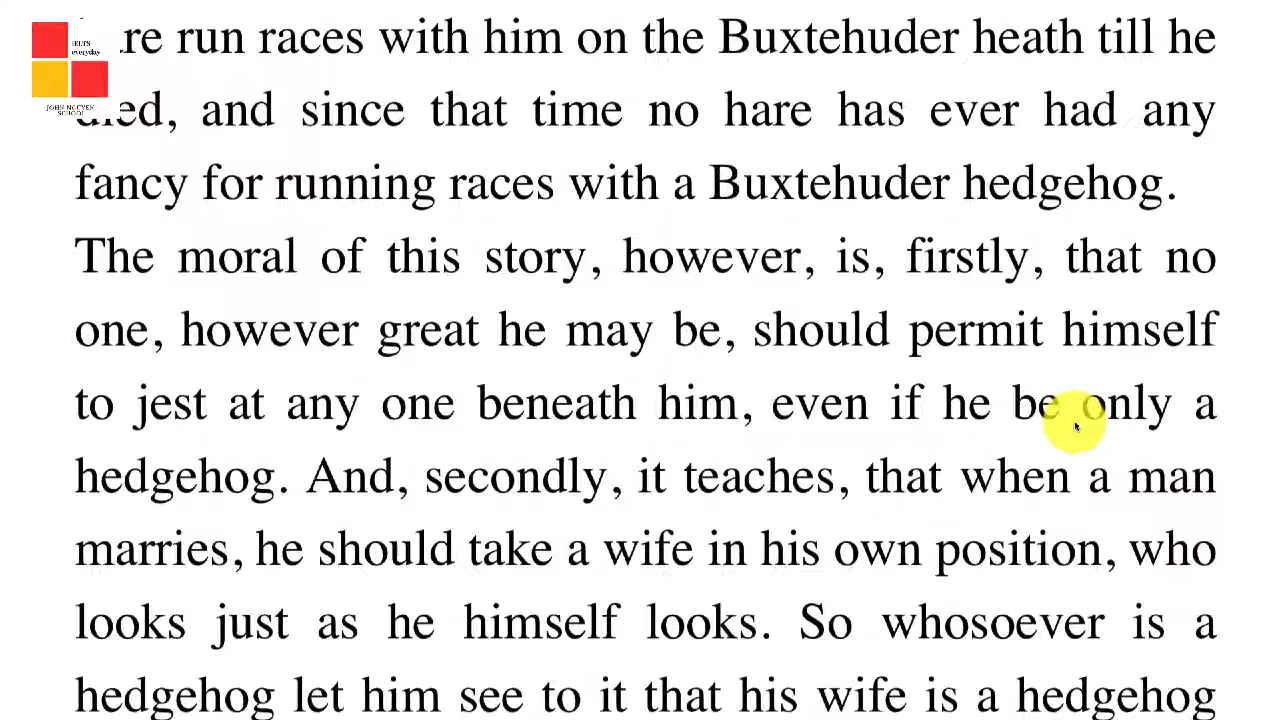 IELTS
everyday
JOHN NGUYEN
SCHOOL
run races with him on the Buxtehuder heath till he
died, and since that time no hare has ever had any
fancy for running races with a Buxtehuder hedgehog.
The moral of this story, however, is, firstly, that no
one, however great he may be, should permit himself
to jest at any one beneath him, even if he be only a
hedgehog. And, secondly, it teaches, that when a man
marries, he should take a wife in his own position, who
looks just as he himself looks. So whosoever is a
hedgehog let him see to it that his wife is a hedgehog